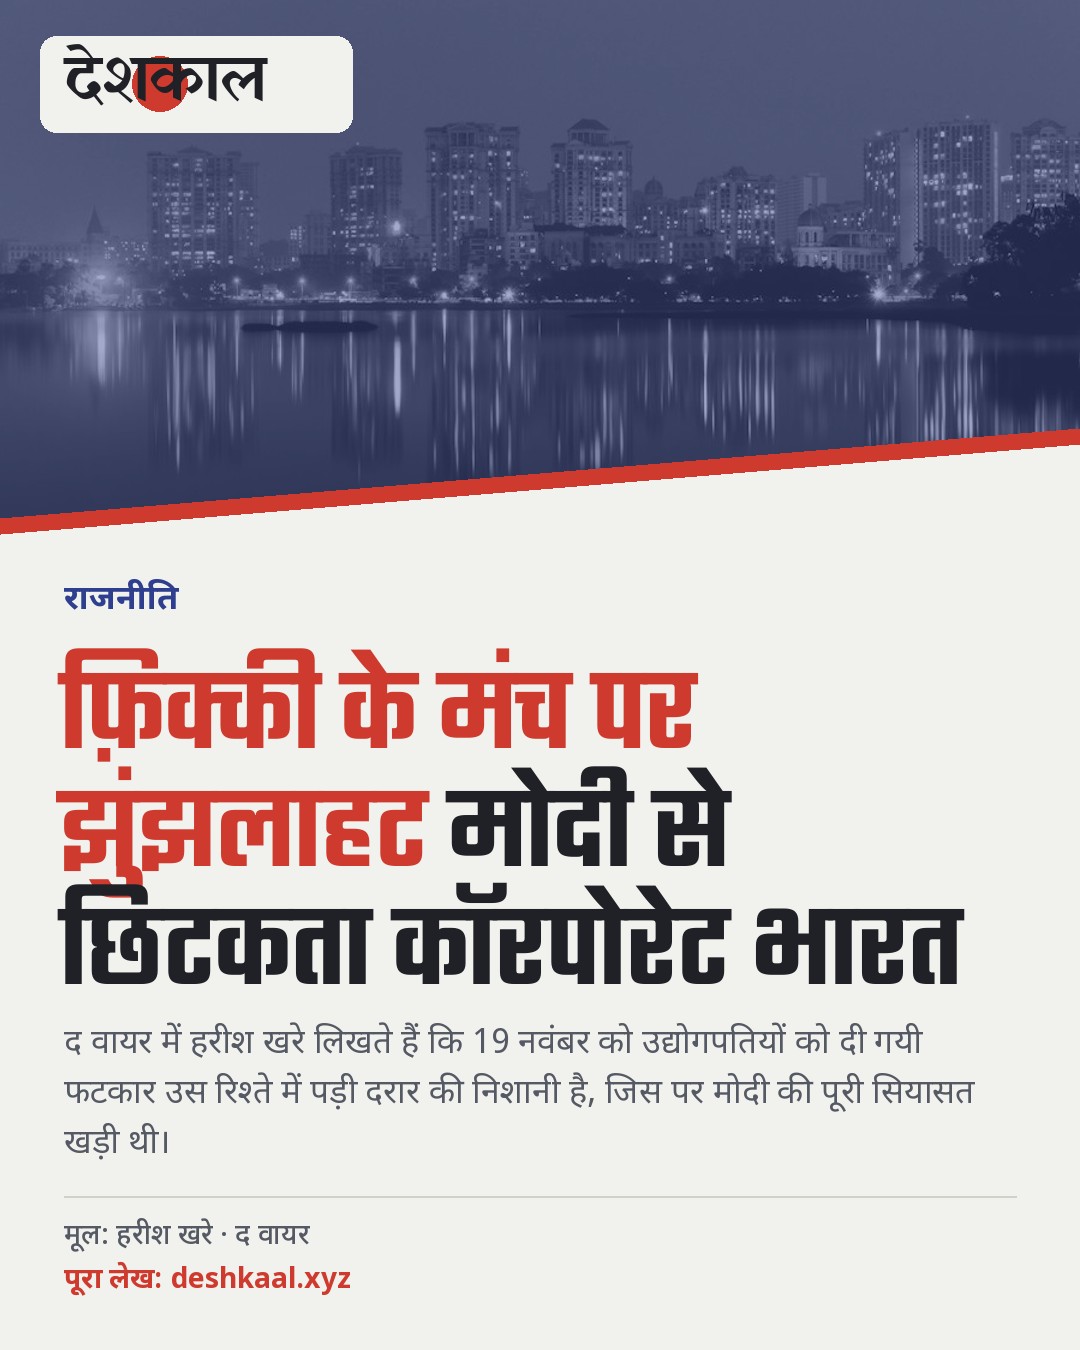 देशकाल
राजनीति
फ़िक्की के मंच पर
झुंझलाहट मोदी से
छिटकता कॉरपोरेट भारत
द वायर में हरीश खरे लिखते हैं कि 19 नवंबर को उद्योगपतियों को दी गयी
फटकार उस रिश्ते में पड़ी दरार की निशानी है, जिस पर मोदी की पूरी सियासत
खड़ी थी।
मूल: हरीश खरे · द वायर
पूरा लेख: deshkaal.xyz